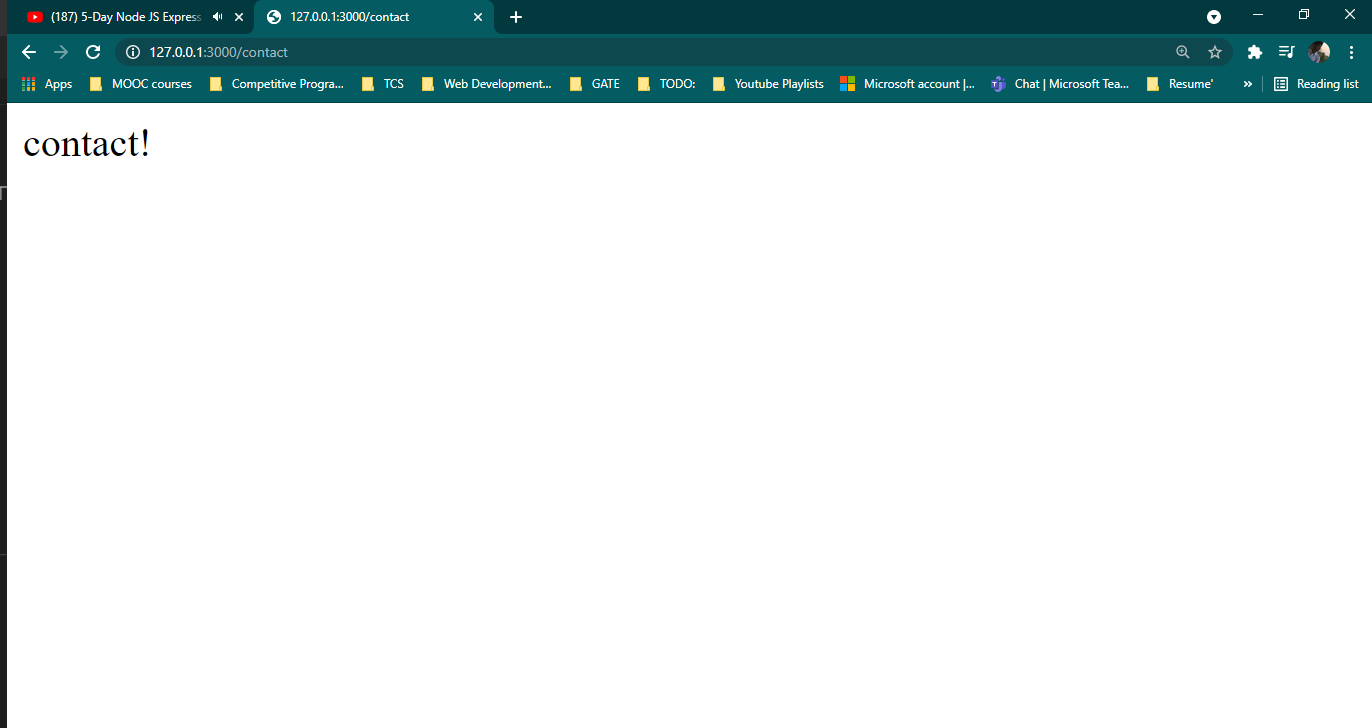 (187) 5-Day Node JS Express 127.0.0.1:3000/contact
127.0.0.1:3000/contact
Apps MOOC courses Competitive Progra... TCS Web Development... GATE TODO: Youtube Playlists Microsoft account |... Chat | Microsoft Tea... Resume' » Reading list
contact!